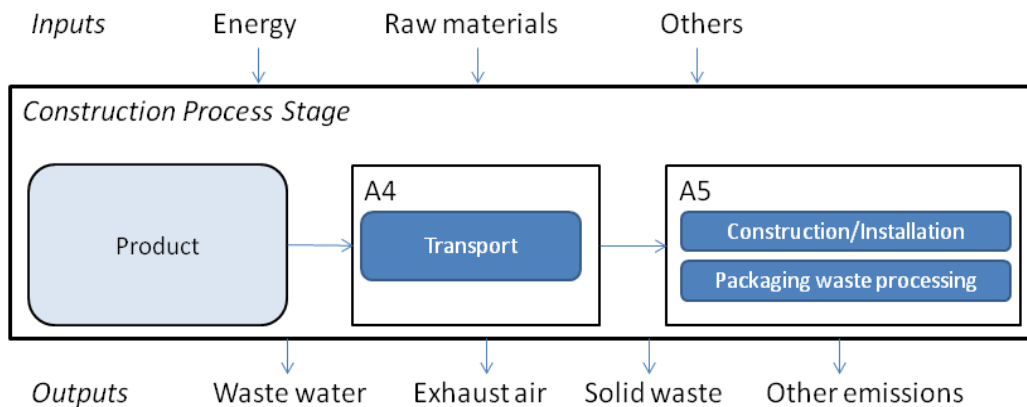 Inputs Energy Raw materials Others
Construction Process Stage
A4 A5
Product Transport Construction/Installation
Packaging waste processing
Outputs Waste water Exhaust air Solid waste Other emissions